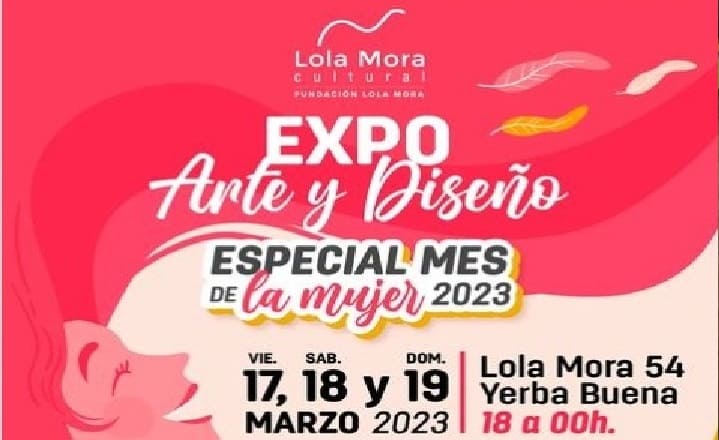 Lola Mora
cultural
FUNDACIÓN LOLA MORA
EXPO
Arte y Diseño
ESPECIAL MES
DE la mujer 2023
VIE. SAB. DOM.
17, 18 y 19
MARZO 2023
Lola Mora 54
Yerba Buena
18 a 00h.